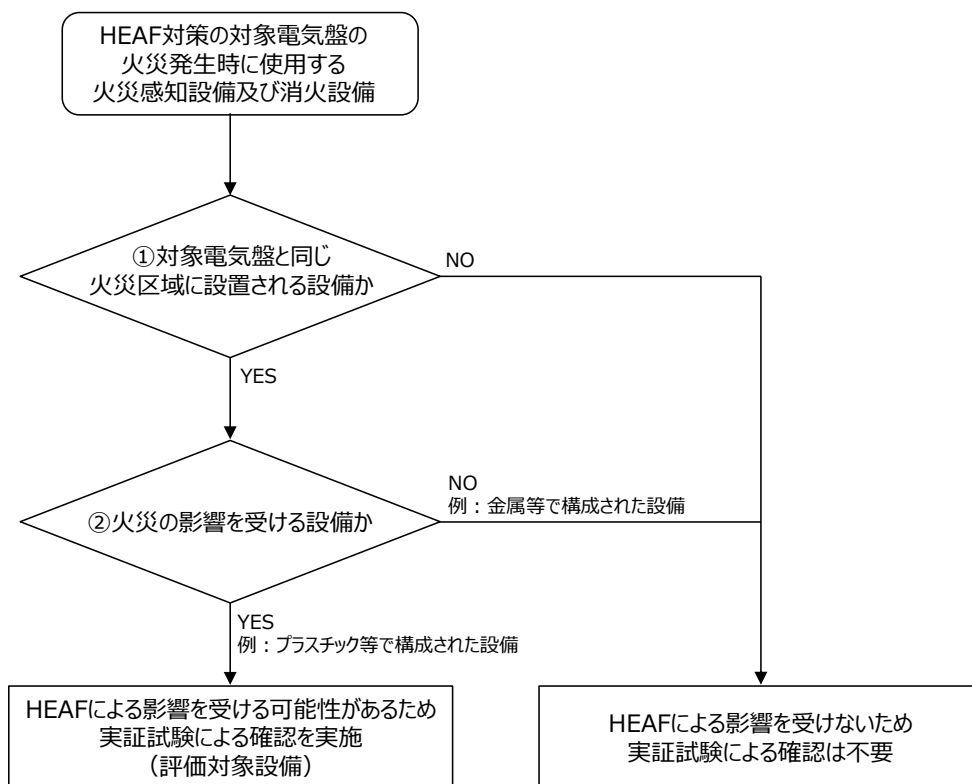 HEAF対策の対象電気盤の
火災発生時に使用する
火災感知設備及び消火設備
①対象電気盤と同じ
火災区域に設置される設備か
NO
YES
②火災の影響を受ける設備か
NO
例：金属等で構成された設備
YES
例：プラスチック等で構成された設備
HEAFによる影響を受ける可能性があるため
実証試験による確認を実施
（評価対象設備）
HEAFによる影響を受けないため
実証試験による確認は不要